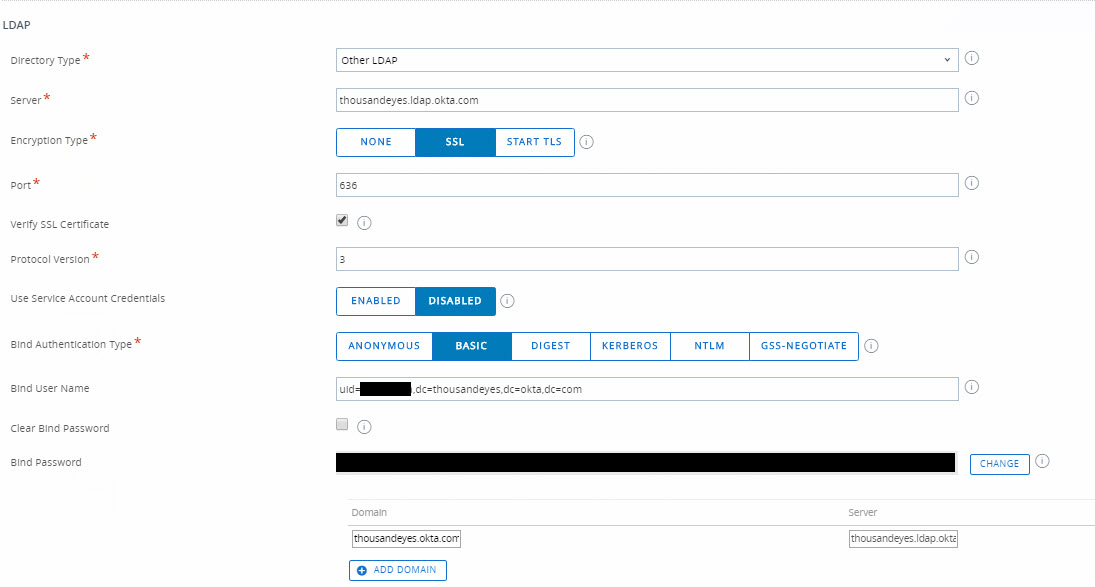 LDAP
Directory Type * Other LDAP
Server * thousandeyes.ldap.okta.com
Encryption Type * NONE SSL START TLS
Port * 636
Verify SSL Certificate
Protocol Version * 3
Use Service Account Credentials ENABLED DISABLED
Bind Authentication Type * ANONYMOUS BASIC DIGEST KERBEROS NTLM GSS-NEGOTIATE
Bind User Name uid= ,dc=thousandeyes,dc=okta,dc=com
Clear Bind Password
Bind Password CHANGE
Domain Server
thousandeyes.okta.com thousandeyes.ldap.okta
ADD DOMAIN